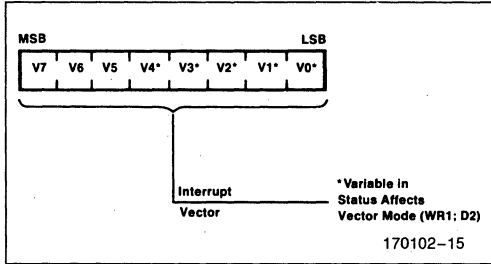 MSB LSB
V7 V6 V5 V4* V3* V2* V1* V0*
Interrupt
Vector
*Variable in
Status Affects
Vector Mode (WR1; D2)
170102–15